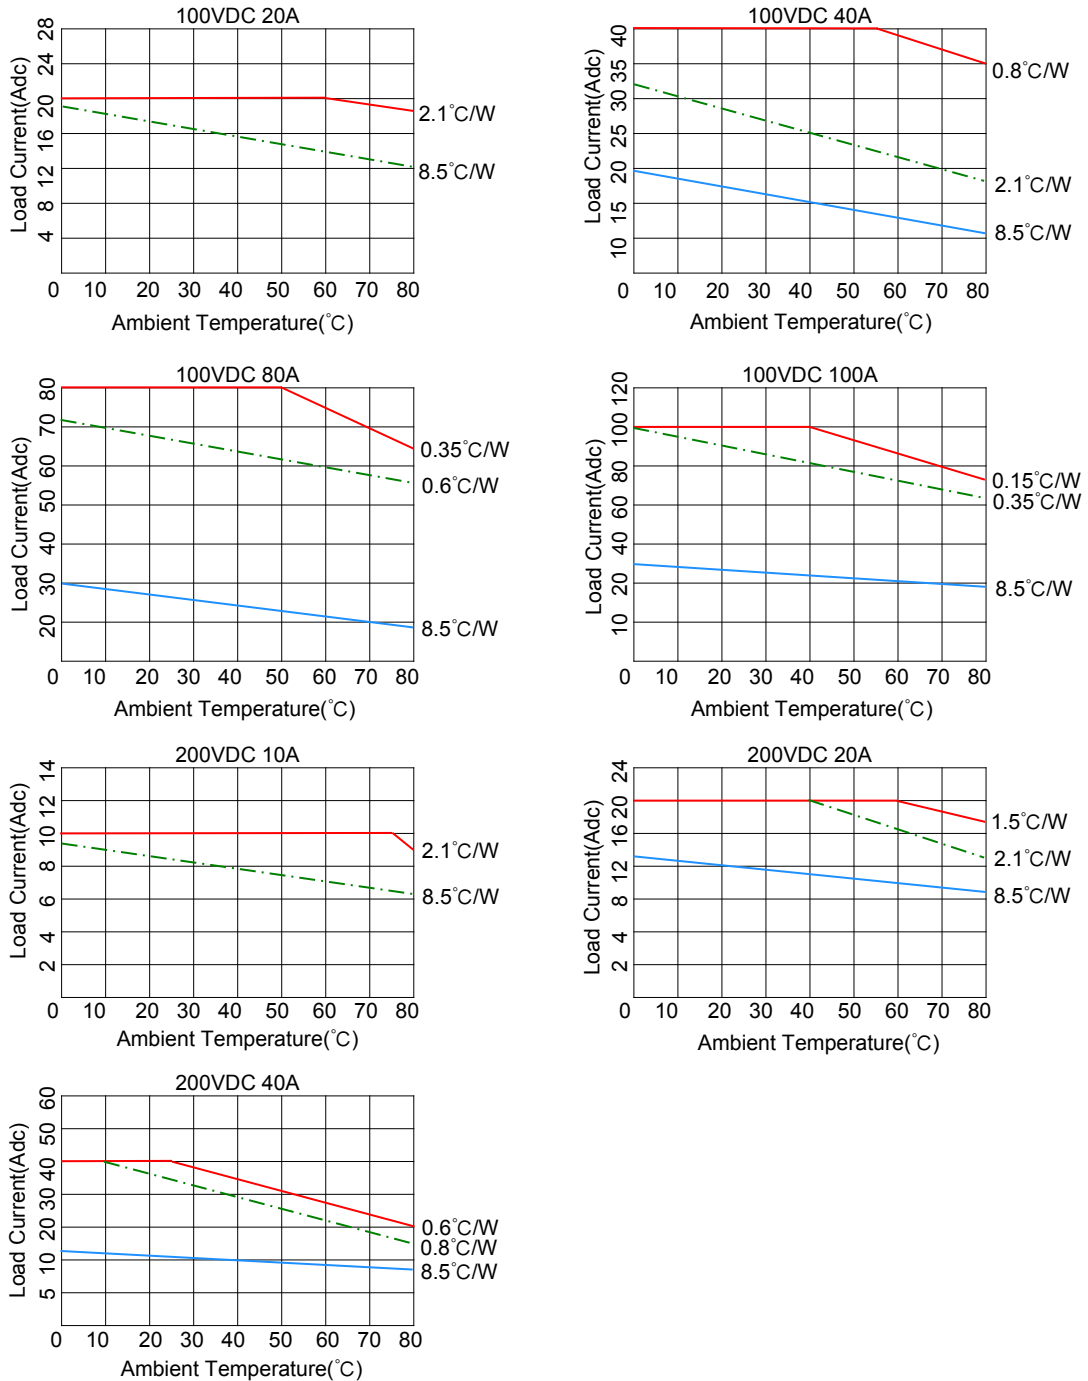 100VDC 20A
Load Current(Adc)
28
24
20
16
12
8
4
2.1°C/W
8.5°C/W
0 10 20 30 40 50 60 70 80
Ambient Temperature(°C)
100VDC 40A
Load Current(Adc)
40
35
30
25
20
15
10
0.8°C/W
2.1°C/W
8.5°C/W
0 10 20 30 40 50 60 70 80
Ambient Temperature(°C)
100VDC 80A
Load Current(Adc)
80
70
60
50
40
30
20
0.35°C/W
0.6°C/W
8.5°C/W
0 10 20 30 40 50 60 70 80
Ambient Temperature(°C)
100VDC 100A
Load Current(Adc)
120
100
80
60
40
20
10
0.15°C/W
0.35°C/W
8.5°C/W
0 10 20 30 40 50 60 70 80
Ambient Temperature(°C)
200VDC 10A
Load Current(Adc)
14
12
10
8
6
4
2
2.1°C/W
8.5°C/W
0 10 20 30 40 50 60 70 80
Ambient Temperature(°C)
200VDC 20A
Load Current(Adc)
24
20
16
12
8
4
2
1.5°C/W
2.1°C/W
8.5°C/W
0 10 20 30 40 50 60 70 80
Ambient Temperature(°C)
200VDC 40A
Load Current(Adc)
60
50
40
30
20
10
5
0.6°C/W
0.8°C/W
8.5°C/W
0 10 20 30 40 50 60 70 80
Ambient Temperature(°C)